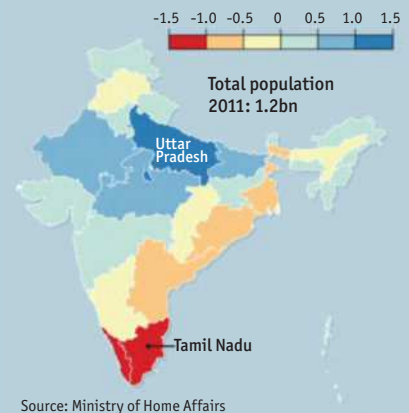 -1.5 -1.0 -0.5 0 0.5 1.0 1.5
Total population
2011: 1.2bn
Uttar
Pradesh
Tamil Nadu
Source: Ministry of Home Affairs